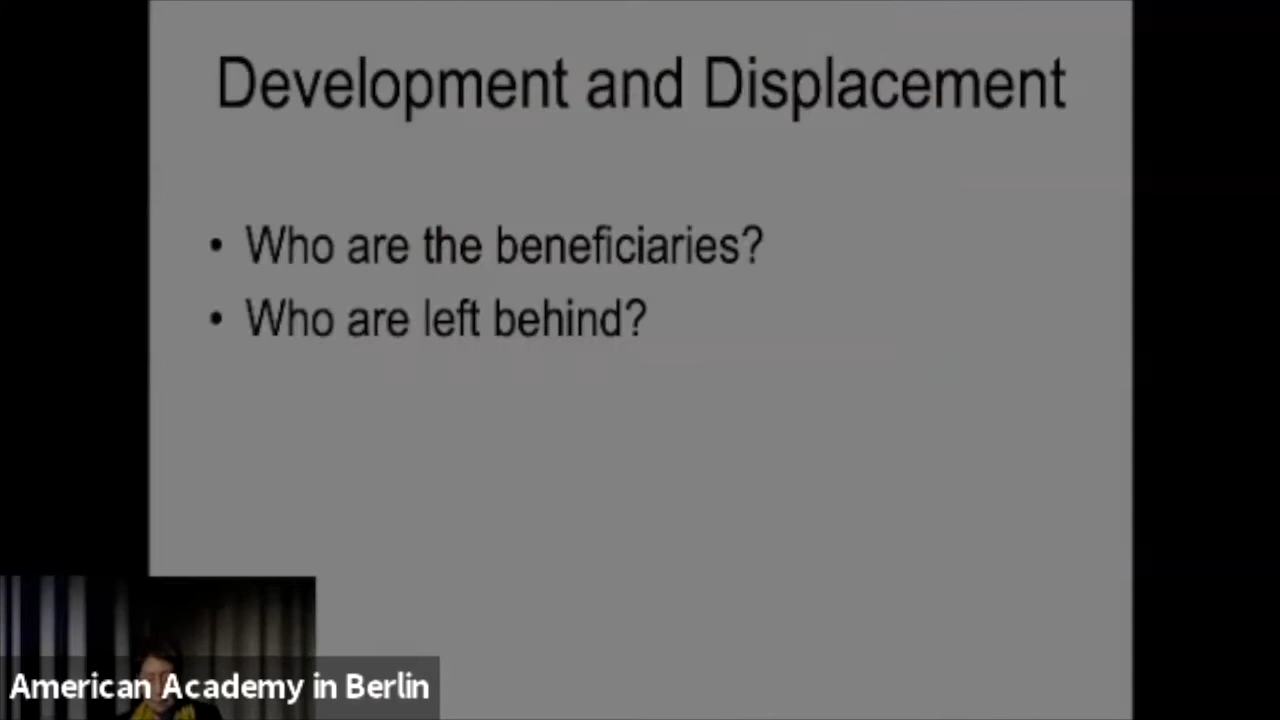 Development and Displacement
• Who are the beneficiaries?
• Who are left behind?
American Academy in Berlin